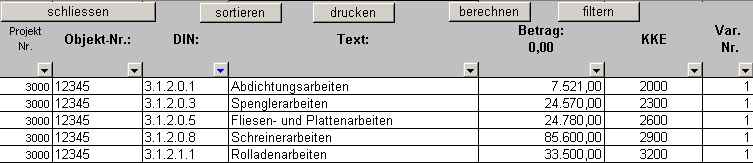 schliessen sortieren drucken berechnen filtern
Projekt Nr. Objekt-Nr.: DIN: Text: Betrag: 0,00 KKE Var. Nr.
3000 12345 3.1.2.0.1 Abdichtungsarbeiten 7.521,00 2000 1
3000 12345 3.1.2.0.3 Spenglerarbeiten 24.570,00 2300 1
3000 12345 3.1.2.0.5 Fliesen- und Plattenarbeiten 24.780,00 2600 1
3000 12345 3.1.2.0.8 Schreinerarbeiten 85.600,00 2900 1
3000 12345 3.1.2.1.1 Rolladenarbeiten 33.500,00 3200 1